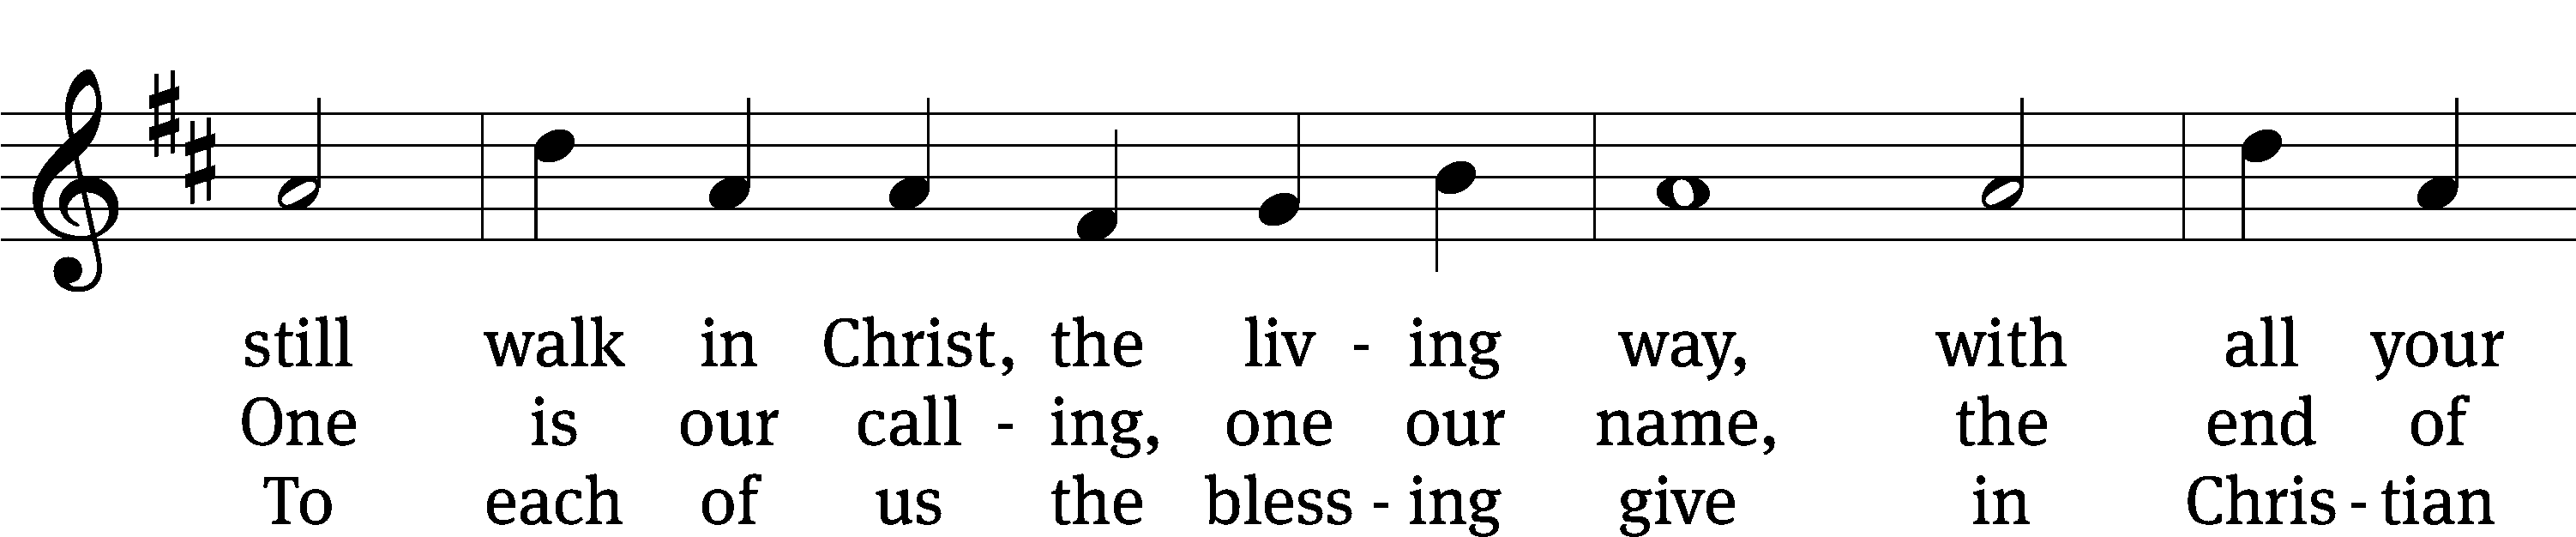 still walk in Christ, the liv - ing way, with all your
One is our call - ing, one our name, the end of
To each of us the bless - ing give in Chris - tian